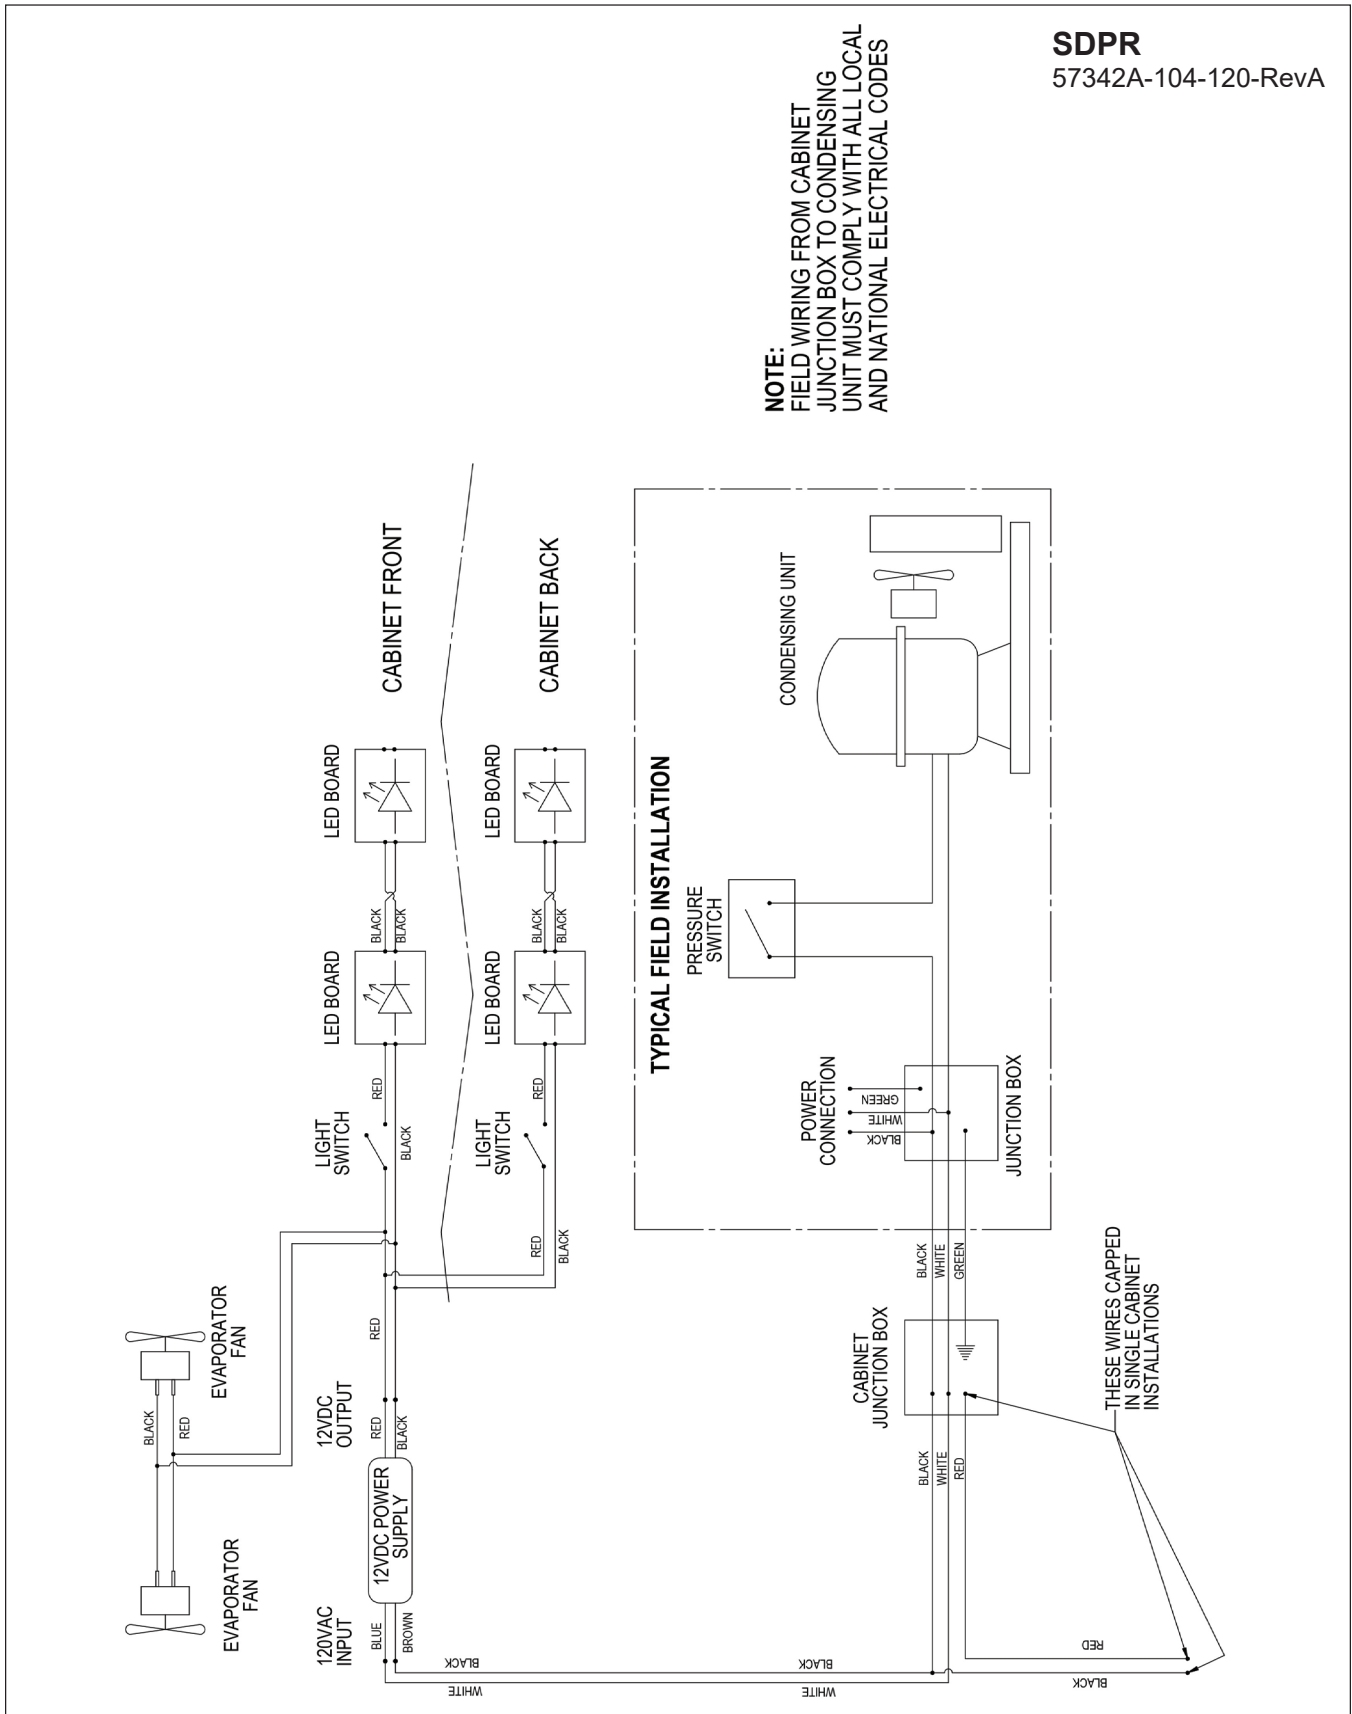 SDPR
57342A-104-120-RevA
NOTE:
FIELD WIRING FROM CABINET
JUNCTION BOX TO CONDENSING
UNIT MUST COMPLY WITH ALL LOCAL
AND NATIONAL ELECTRICAL CODES
EVAPORATOR
FAN
BLUE
BROWN
120VAC
INPUT
12VDC POWER
SUPPLY
12VDC
OUTPUT
RED
BLACK
BLACK
RED
EVAPORATOR
FAN
RED
LIGHT
SWITCH
RED
BLACK
LED BOARD
BLACK
BLACK
LED BOARD
CABINET FRONT
RED
BLACK
LIGHT
SWITCH
RED
LED BOARD
BLACK
BLACK
LED BOARD
CABINET BACK
TYPICAL FIELD INSTALLATION
PRESSURE
SWITCH
CONDENSING UNIT
POWER
CONNECTION
BLACK
WHITE
GREEN
JUNCTION BOX
BLACK
WHITE
GREEN
CABINET
JUNCTION BOX
BLACK
WHITE
RED
THESE WIRES CAPPED
IN SINGLE CABINET
INSTALLATIONS
BLACK
WHITE
BLACK
WHITE
RED
BLACK